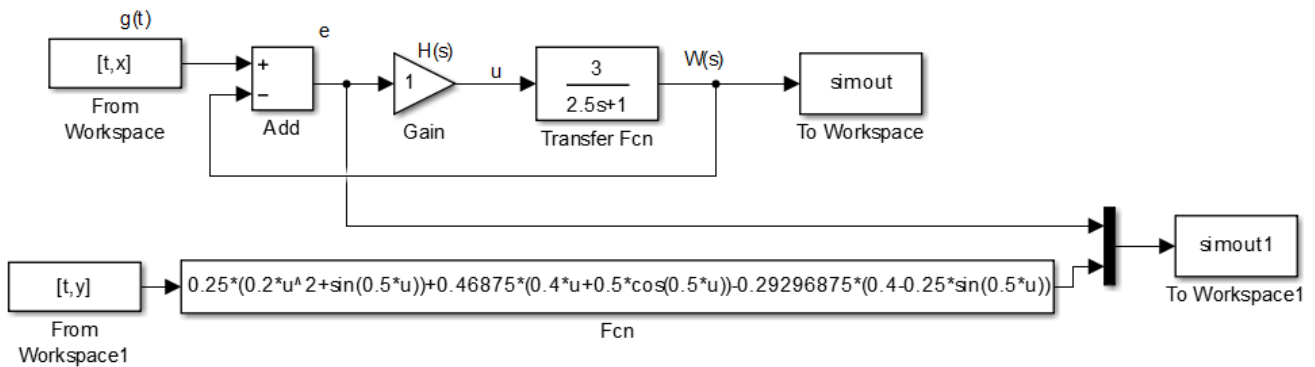 g(t)
[t,x]
From
Workspace
e
+
−
Add
H(s)
1
Gain
u
3
2.5s+1
Transfer Fcn
W(s)
simout
To Workspace
[t,y]
From
Workspace1
0.25*(0.2*u^2+sin(0.5*u))+0.46875*(0.4*u+0.5*cos(0.5*u))-0.29296875*(0.4-0.25*sin(0.5*u))
Fcn
simout1
To Workspace1